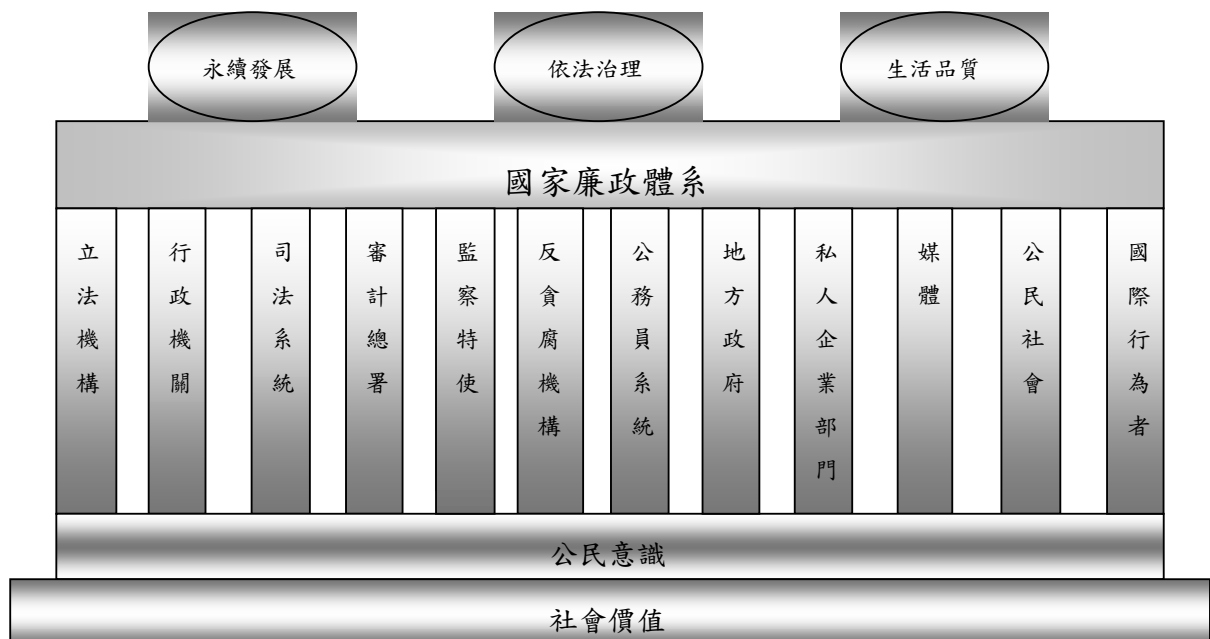 永續發展
依法治理
生活品質
國家廉政體系
立法機構
行政機關
司法系統
審計總署
監察特使
反貪腐機構
公務員系統
地方政府
私人企業部門
媒體
公民社會
國際行為者
公民意識
社會價值